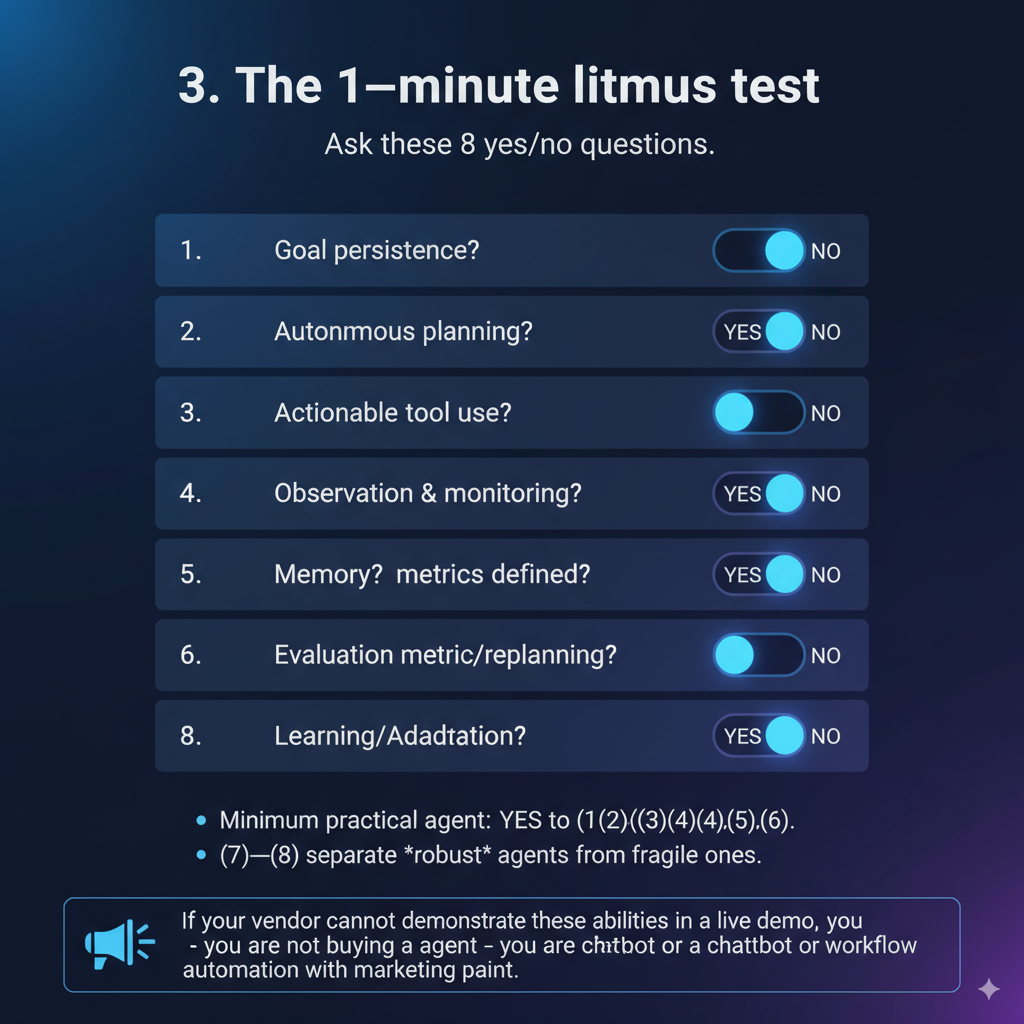 3. The 1—minute litmus test
Ask these 8 yes/no questions.
1. Goal persistence? NO
2. Autonmous planning? YES NO
3. Actionable tool use? NO
4. Observation & monitoring? YES NO
5. Memory? metrics defined? YES NO
6. Evaluation metric/replanning? NO
8. Learning/Adadtation? YES NO
• Minimum practical agent: YES to (1(2)((3)(4)(4),(5),(6).
• (7)—(8) separate *robust* agents from fragile ones.
If your vendor cannot demonstrate these abilities in a live demo, you
- you are not buying a agent - you are chtbot or a chattbot or workflow
automation with marketing paint.